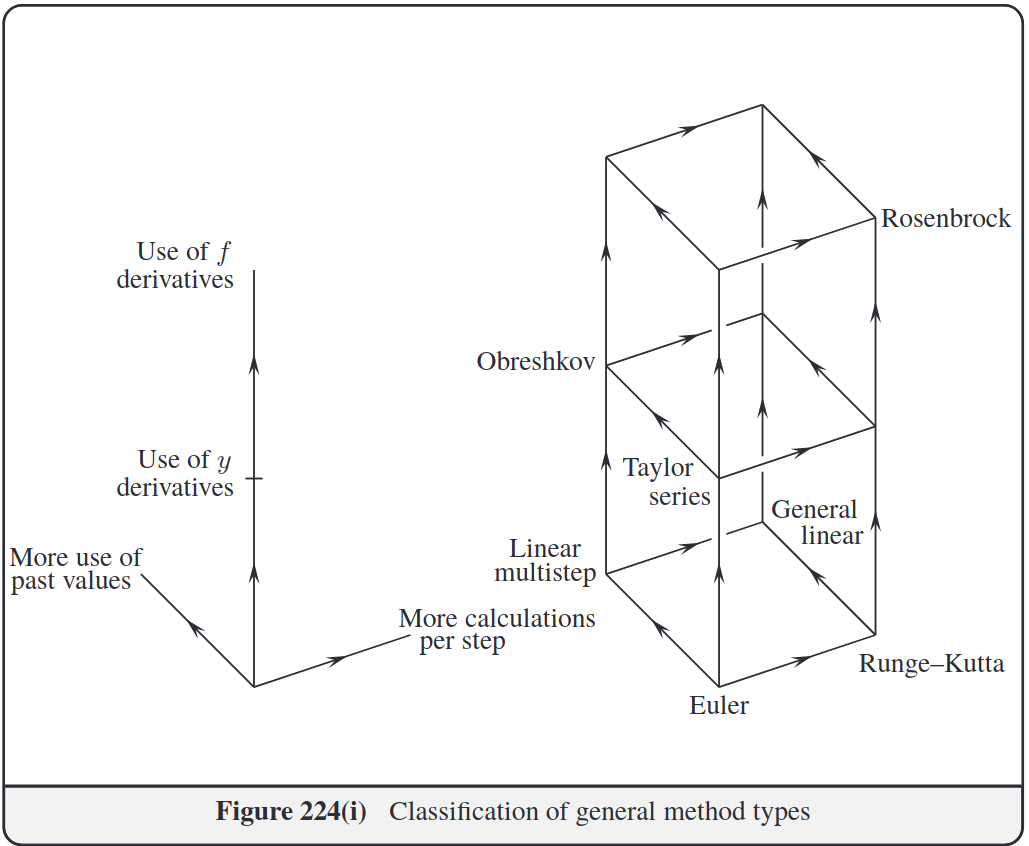 Use of f
derivatives
Use of y
derivatives
More use of
past values
More calculations
per step
Rosenbrock
Obreshkov
Taylor
series
General
linear
Linear
multistep
Runge–Kutta
Euler
Figure 224(i) Classification of general method types